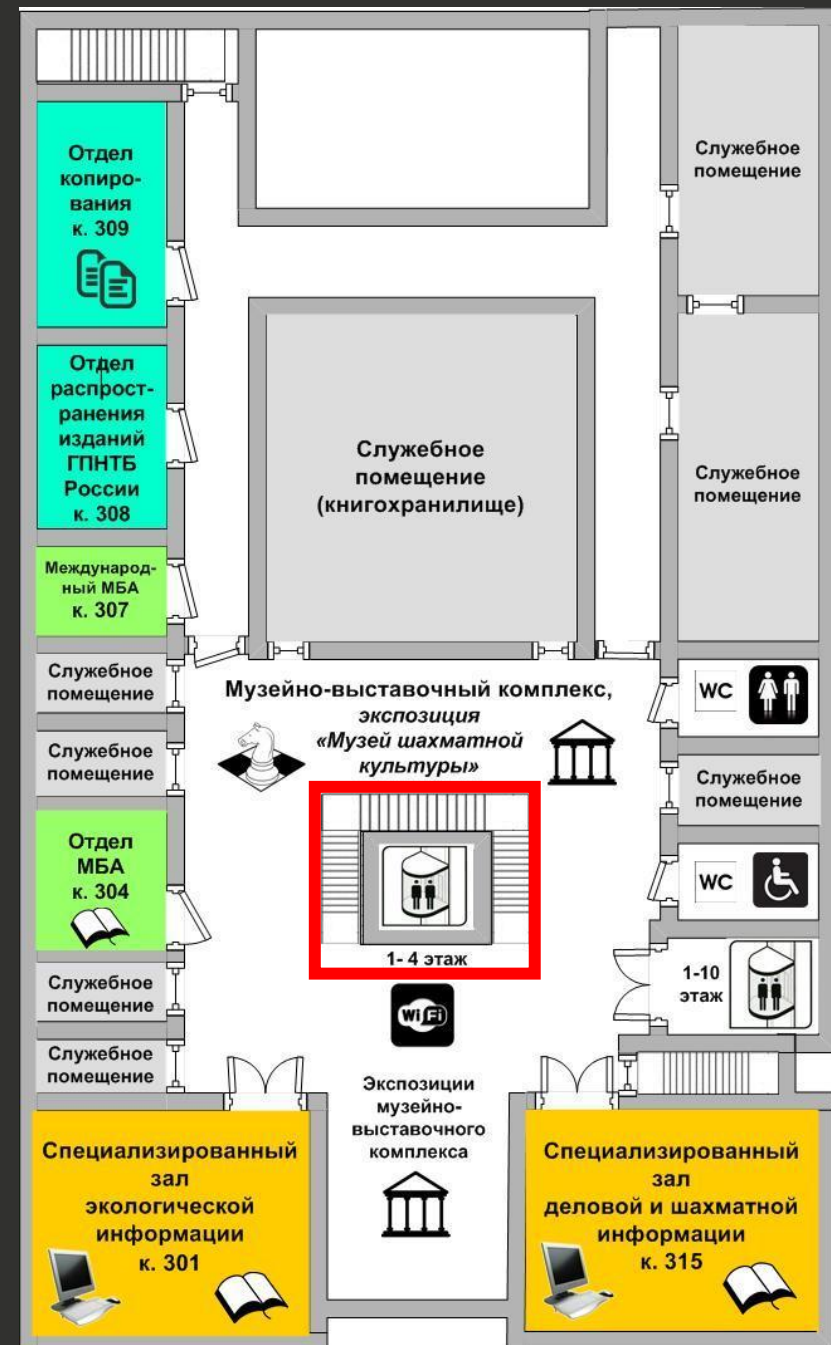 Отдел
копиро-
вания
к. 309
Служебное
помещение
Отдел
распрост-
ранения
изданий
ГПНТБ
России
к. 308
Служебное
помещение
(книгохранилище)
Служебное
помещение
Международ-
ный МБА
к. 307
Служебное
помещение
Музейно-выставочный комплекс,
экспозиция
«Музей шахматной
культуры»
WC
Служебное
помещение
Служебное
помещение
Отдел
МБА
к. 304
WC
1- 4 этаж
1-10
этаж
Служебное
помещение
Wi Fi
Служебное
помещение
Экспозиции
музейно-
выставочного
комплекса
Специализированный
зал
экологической
информации
к. 301
Специализированный
зал
деловой и шахматной
информации
к. 315